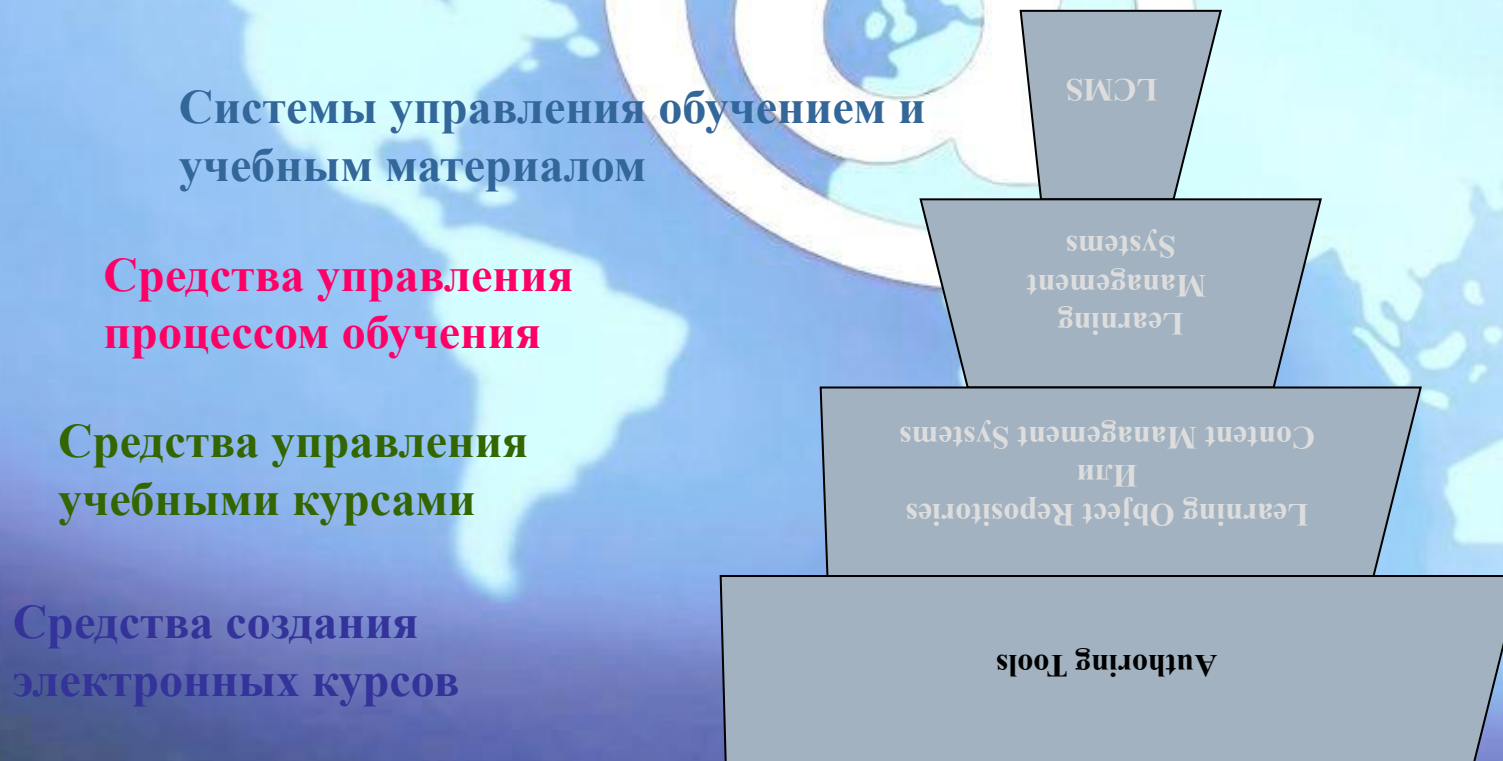 Системы управления обучением и
учебным материалом
LCMS
Средства управления
процессом обучения
Learning
Management
Systems
Средства управления
учебными курсами
Learning Object Repositories
Или
Content Management Systems
Средства создания
электронных курсов
Authoring Tools